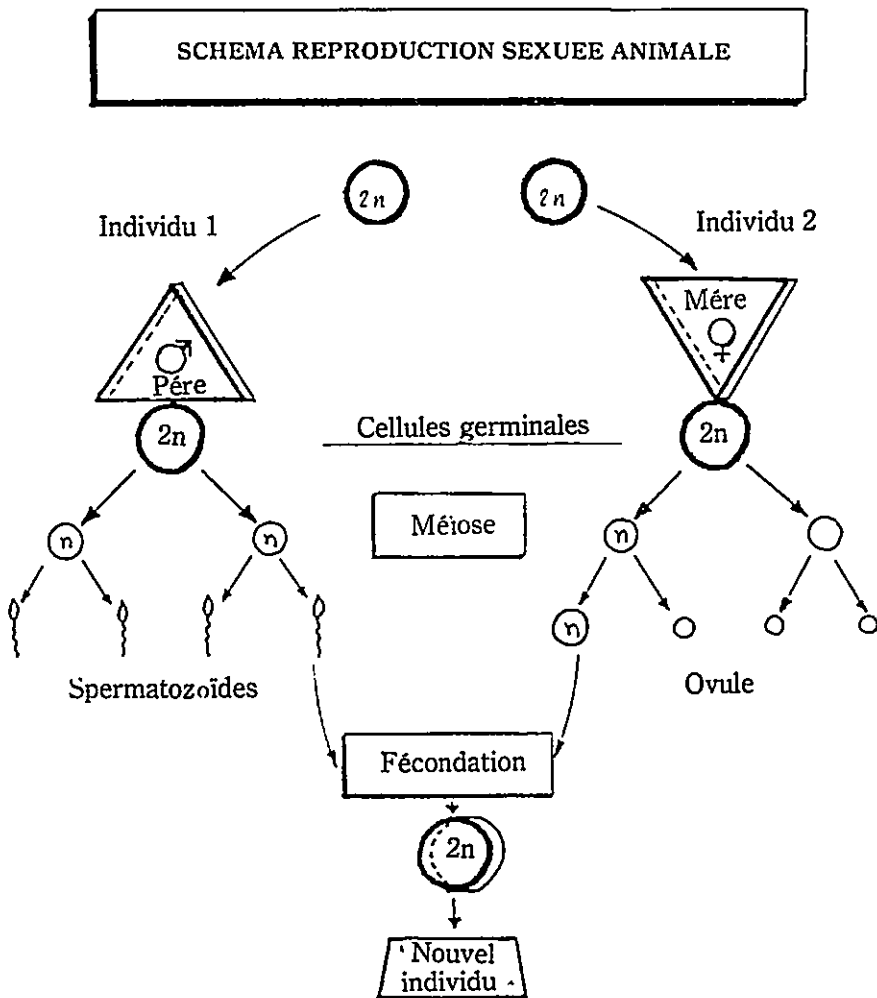 SCHEMA REPRODUCTION SEXUEE ANIMALE
2n 2n
Individu 1 Individu 2
Mére
♀
♂
Pére
2n Cellules germinales 2n
n n Méiose n
n
Spermatozoïdes Ovule
Fécondation
2n
Nouvel
individu